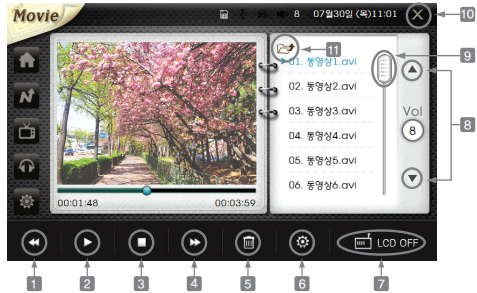 Movie 8 07월30일 (목)11:01 10
11
9
01. 동영상1.avi
02. 동영상2.avi
03. 동영상3.avi
04. 동영상4.avi
05. 동영상5.avi
06. 동영상6.avi
Vol
8
8
00:01:48 00:03:59
LCD OFF
1 2 3 4 5 6 7